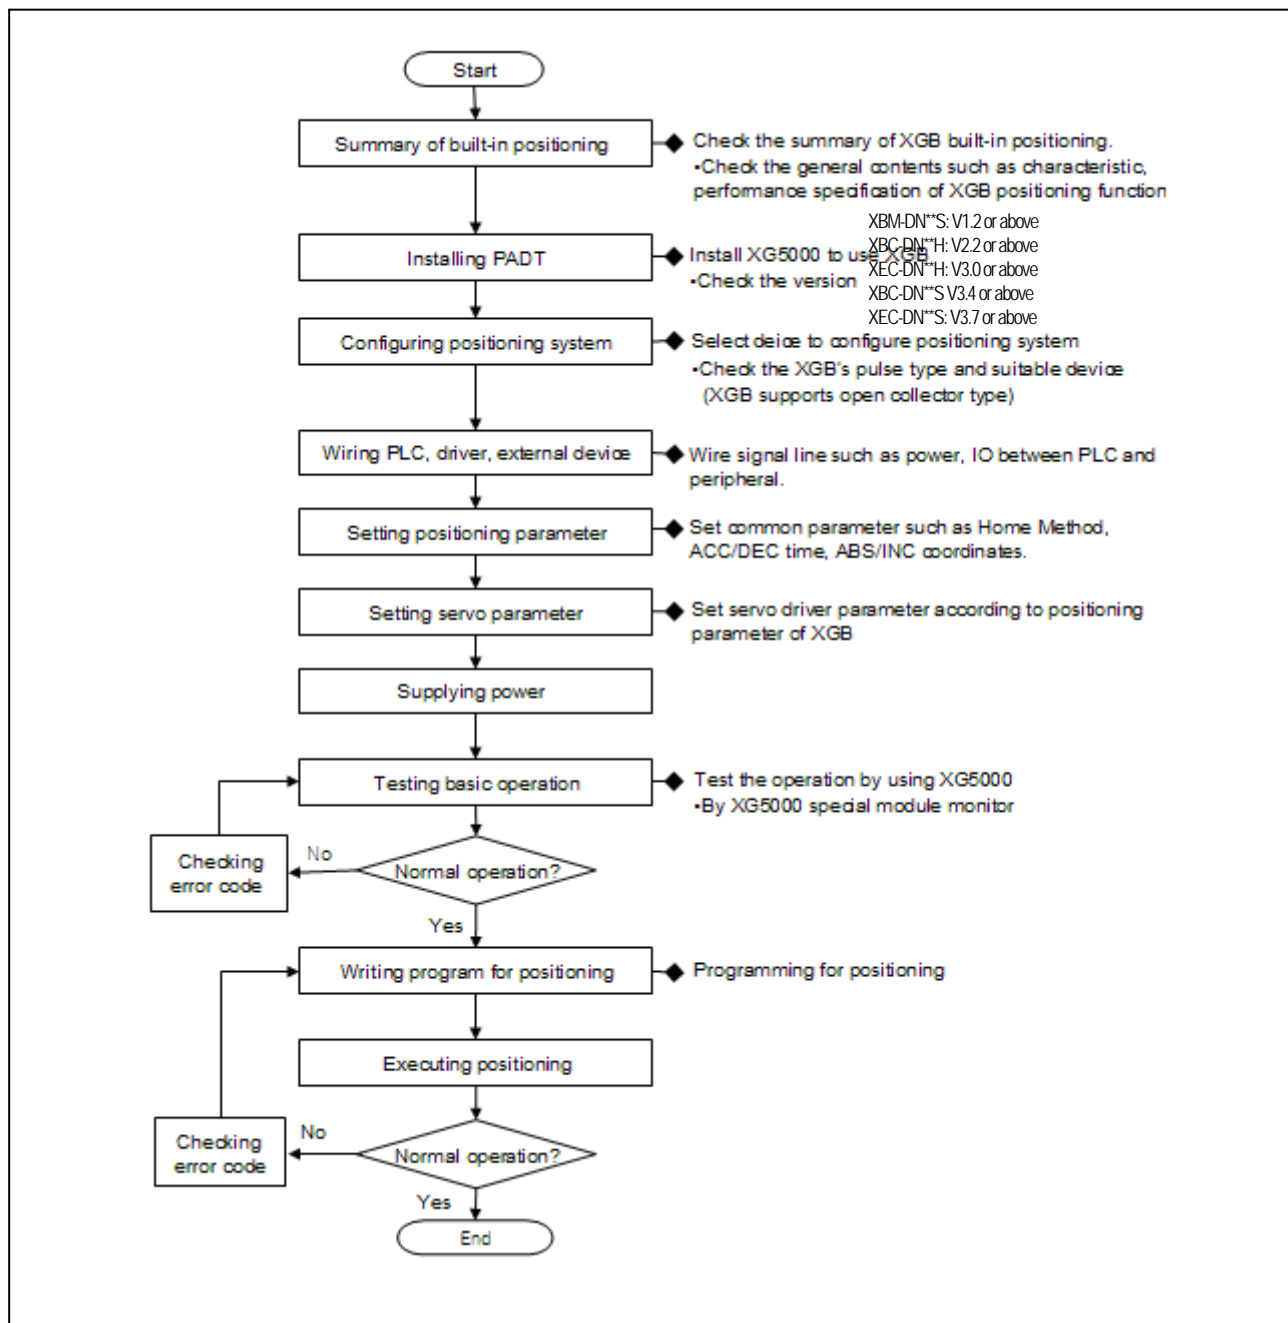 Start
Summary of built-in positioning
Check the summary of XGB built-in positioning.
•Check the general contents such as characteristic,
performance specification of XGB positioning function
XBM-DN**S: V1.2 or above
XBC-DN**H: V2.2 or above
XEC-DN**H: V3.0 or above
XBC-DN**S V3.4 or above
XEC-DN**S: V3.7 or above
Installing PADT
Install XG5000 to use XGB
•Check the version
Configuring positioning system
Select deice to configure positioning system
•Check the XGB's pulse type and suitable device
(XGB supports open collector type)
Wiring PLC, driver, external device
Wire signal line such as power, IO between PLC and
peripheral.
Setting positioning parameter
Set common parameter such as Home Method,
ACC/DEC time, ABS/INC coordinates.
Setting servo parameter
Set servo driver parameter according to positioning
parameter of XGB
Supplying power
Testing basic operation
Test the operation by using XG5000
•By XG5000 special module monitor
Checking
error code
No
Normal operation?
Yes
Writing program for positioning
Programming for positioning
Executing positioning
Checking
error code
No
Normal operation?
Yes
End